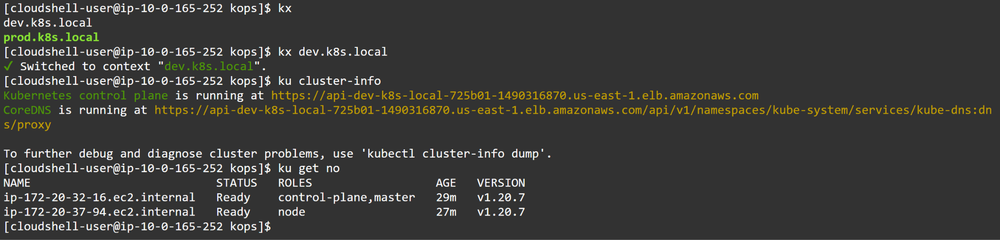 [cloudshell-user@ip-10-0-165-252 kops]$ kx
dev.k8s.local
prod.k8s.local
[cloudshell-user@ip-10-0-165-252 kops]$ kx dev.k8s.local
✔ Switched to context "dev.k8s.local".
[cloudshell-user@ip-10-0-165-252 kops]$ ku cluster-info
Kubernetes control plane is running at https://api-dev-k8s-local-725b01-1490316870.us-east-1.elb.amazonaws.com
CoreDNS is running at https://api-dev-k8s-local-725b01-1490316870.us-east-1.elb.amazonaws.com/api/v1/namespaces/kube-system/services/kube-dns:dn
s/proxy

To further debug and diagnose cluster problems, use 'kubectl cluster-info dump'.
[cloudshell-user@ip-10-0-165-252 kops]$ ku get no
NAME                           STATUS   ROLES                  AGE   VERSION
ip-172-20-32-16.ec2.internal   Ready    control-plane,master   29m   v1.20.7
ip-172-20-37-94.ec2.internal   Ready    node                   27m   v1.20.7
[cloudshell-user@ip-10-0-165-252 kops]$